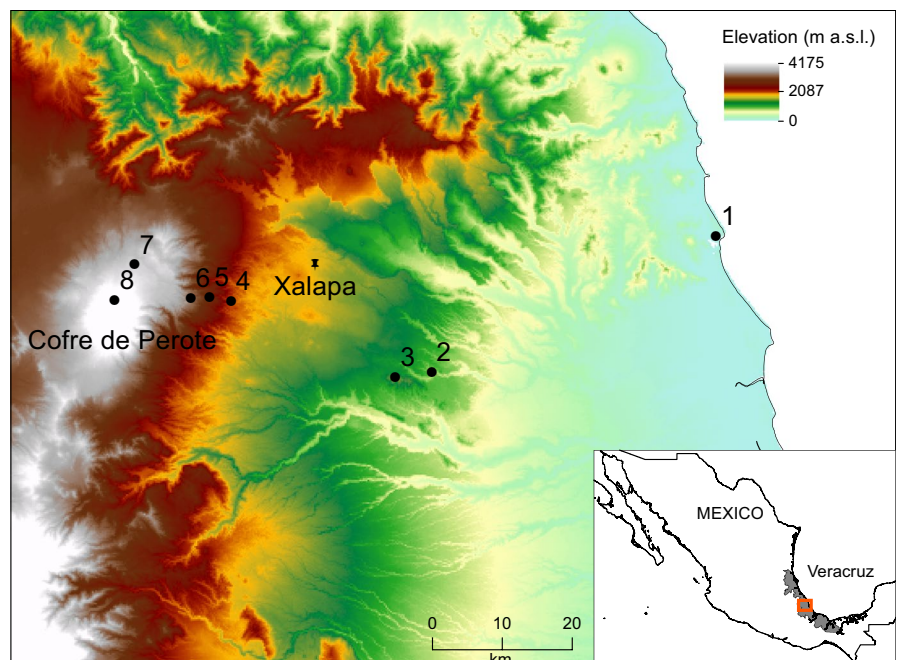 Elevation (m a.s.l.)
4175
2087
0
1
7
8
6 5 4
Xalapa
Cofre de Perote
3 2
MEXICO
Veracruz
0 10 20
km